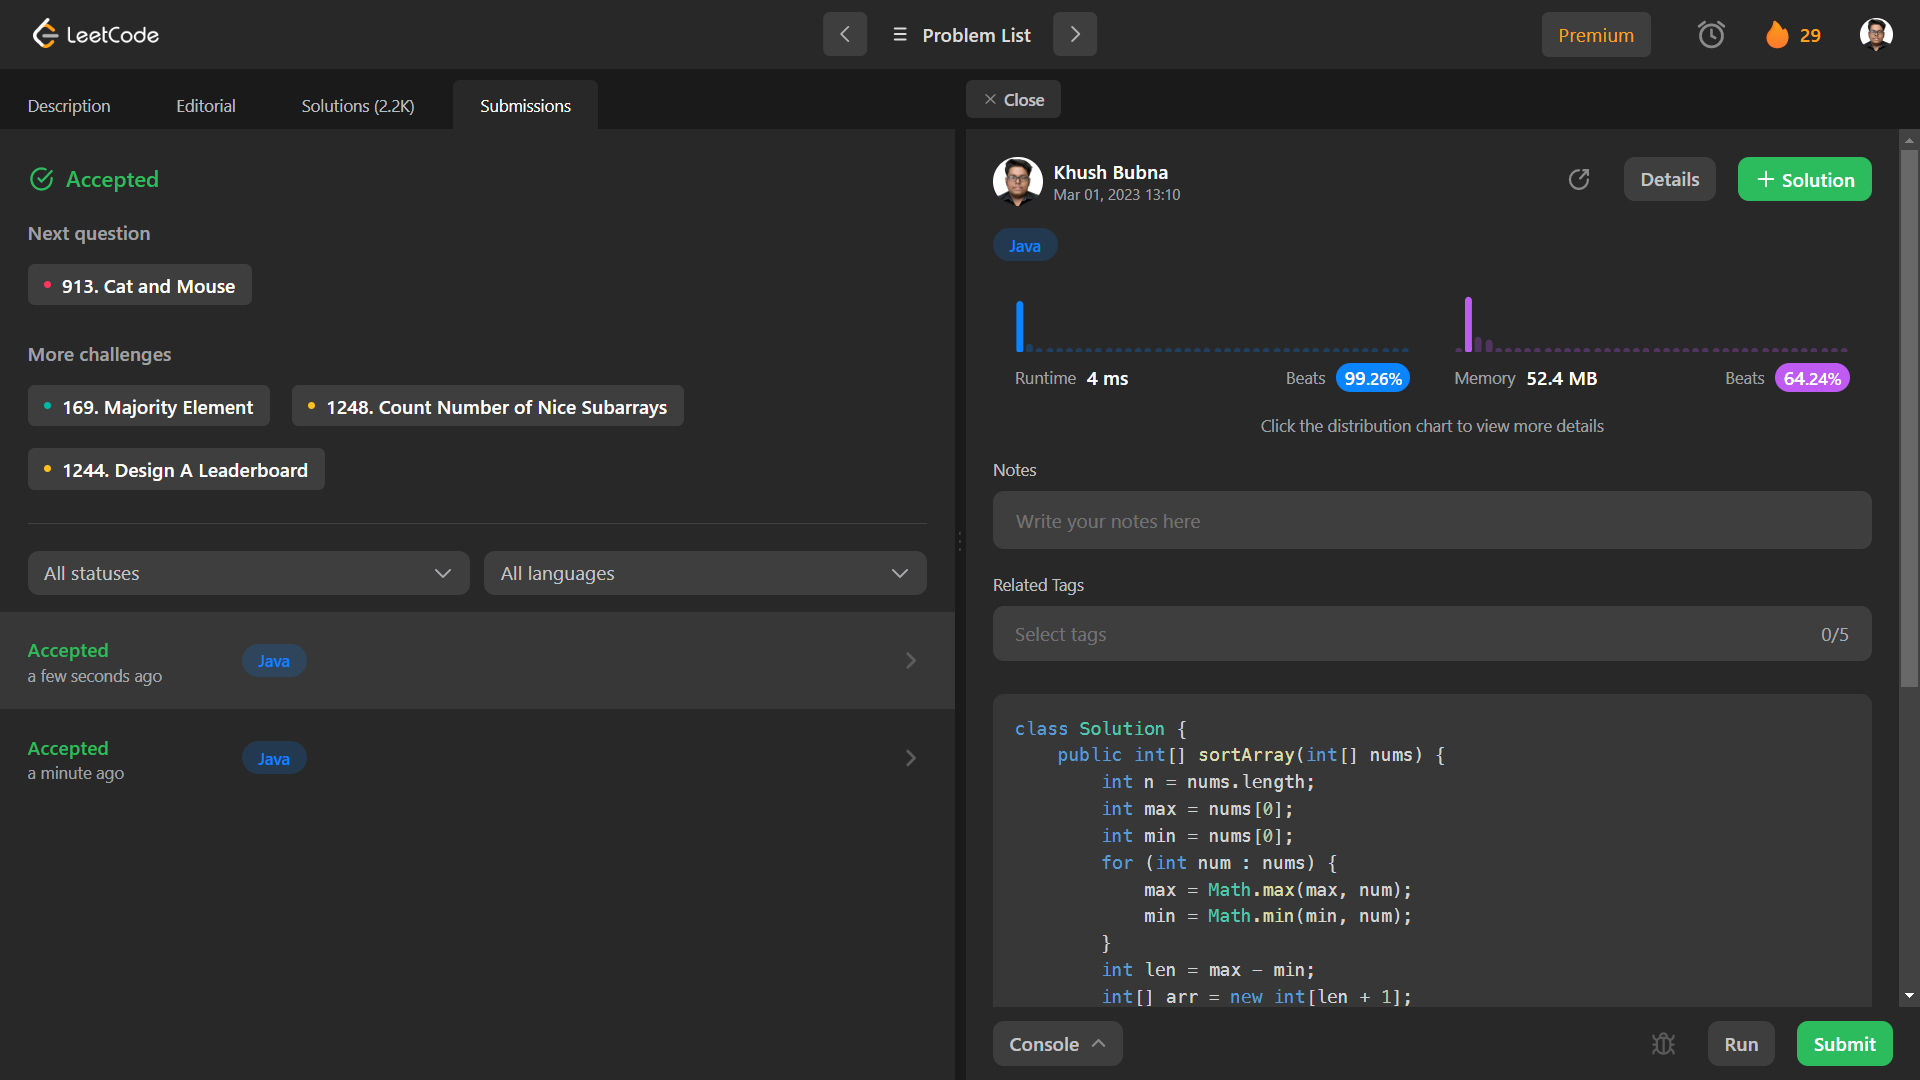 LeetCode
Problem List
Premium
29
Description Editorial Solutions (2.2K) Submissions
Accepted
Next question
913. Cat and Mouse
More challenges
169. Majority Element 1248. Count Number of Nice Subarrays
1244. Design A Leaderboard
All statuses All languages
Accepted
a few seconds ago
Java
Accepted
a minute ago
Java
Close
Khush Bubna
Mar 01, 2023 13:10
Details
Solution
Java
Runtime 4 ms Beats 99.26% Memory 52.4 MB Beats 64.24%
Click the distribution chart to view more details
Notes
Write your notes here
Related Tags
Select tags 0/5
class Solution {
    public int[] sortArray(int[] nums) {
        int n = nums.length;
        int max = nums[0];
        int min = nums[0];
        for (int num : nums) {
            max = Math.max(max, num);
            min = Math.min(min, num);
        }
        int len = max - min;
        int[] arr = new int[len + 1];
Console Run Submit